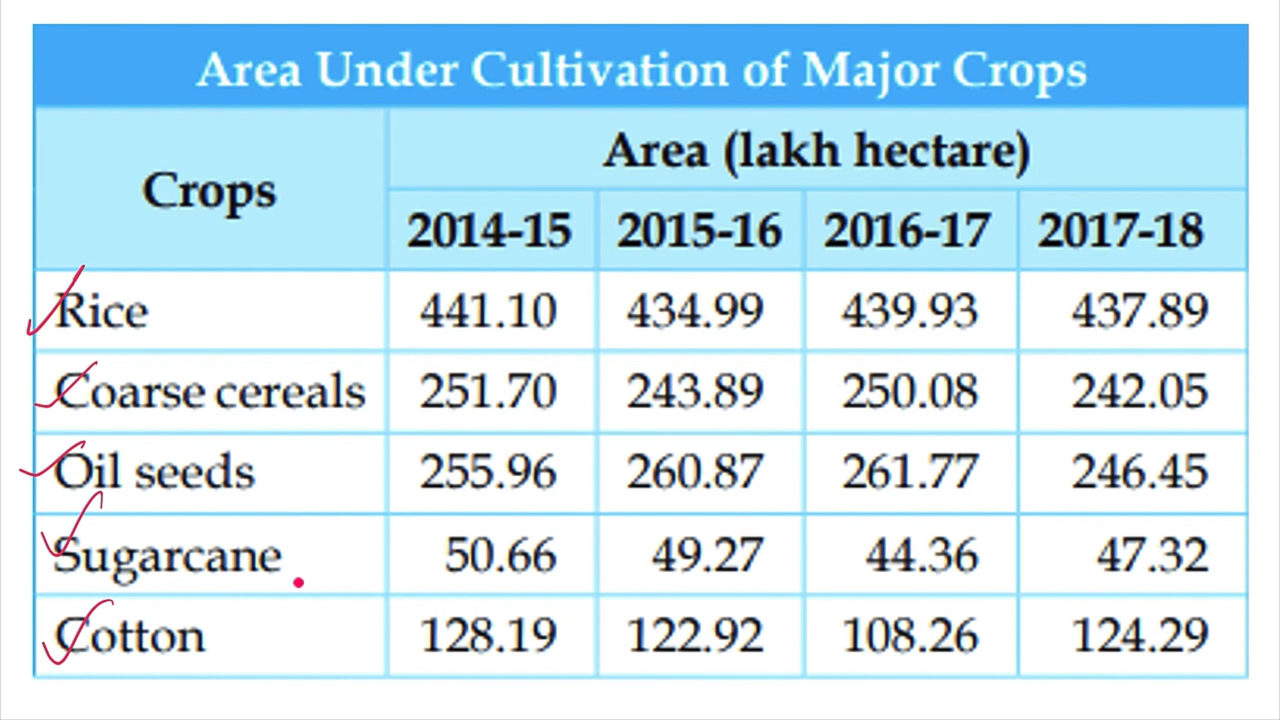 Area Under Cultivation of Major Crops
Crops
Area (lakh hectare)
2014-15 2015-16 2016-17 2017-18
Rice 441.10 434.99 439.93 437.89
Coarse cereals 251.70 243.89 250.08 242.05
Oil seeds 255.96 260.87 261.77 246.45
Sugarcane 50.66 49.27 44.36 47.32
Cotton 128.19 122.92 108.26 124.29